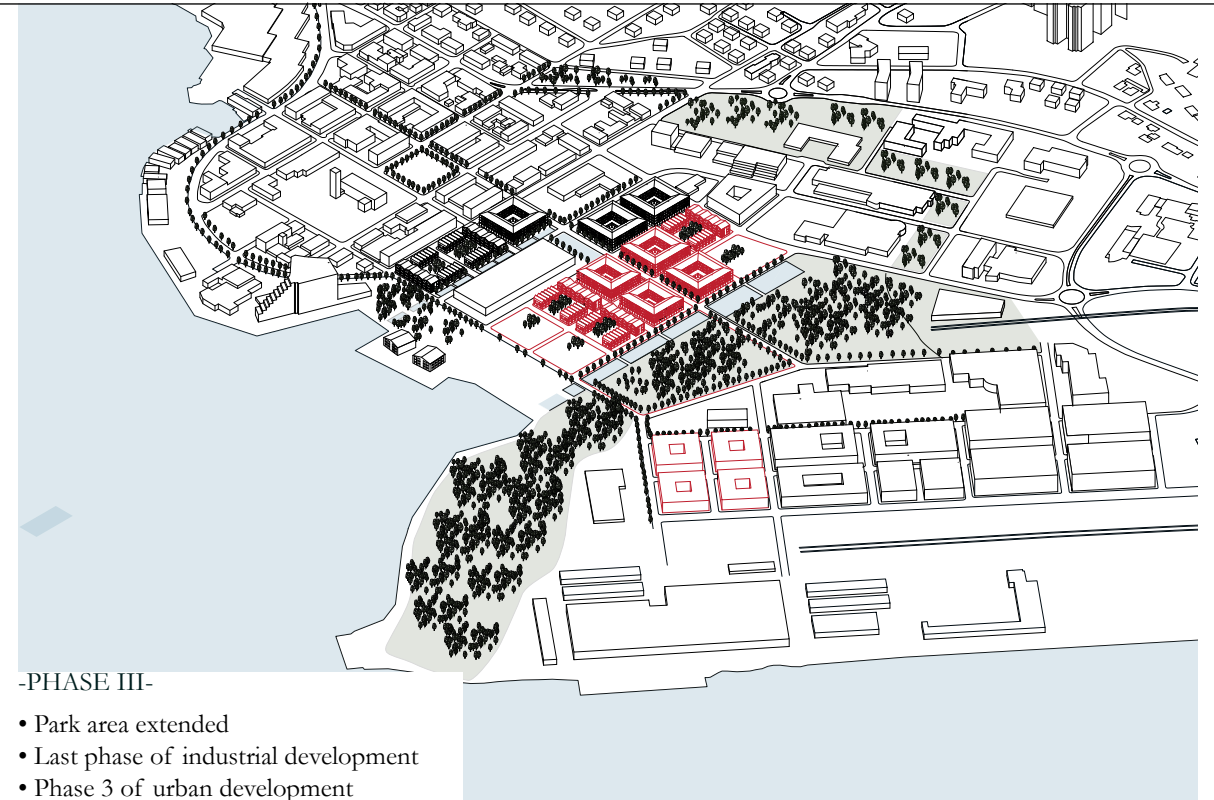 -PHASE III-
• Park area extended
• Last phase of industrial development
• Phase 3 of urban development